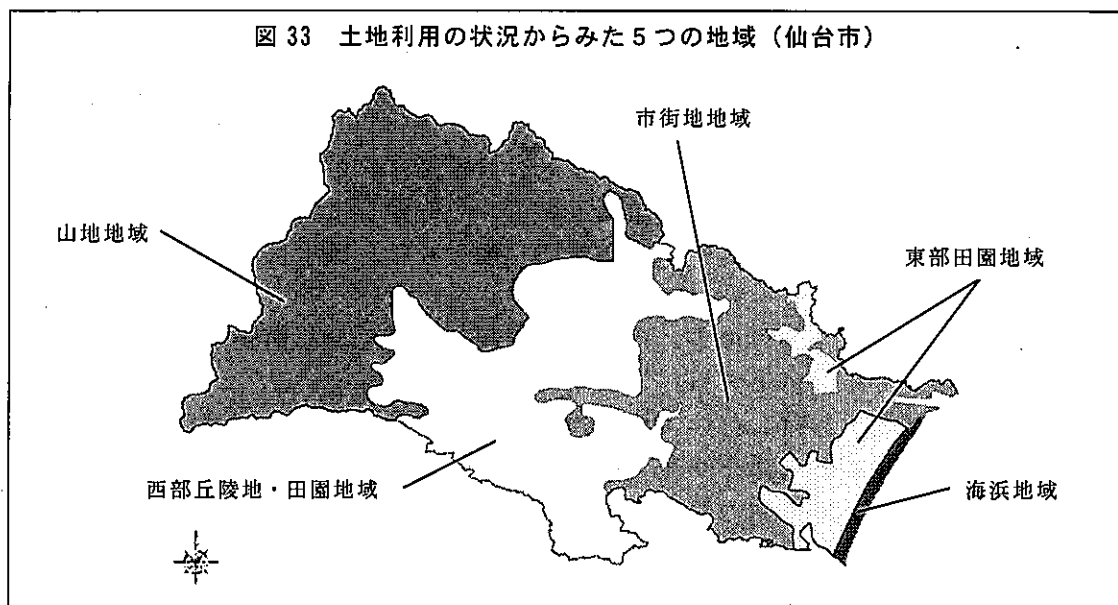 図33 土地利用の状況からみた5つの地域（仙台市）
市街地地域
山地地域
東部田園地域
西部丘陵地・田園地域
海浜地域